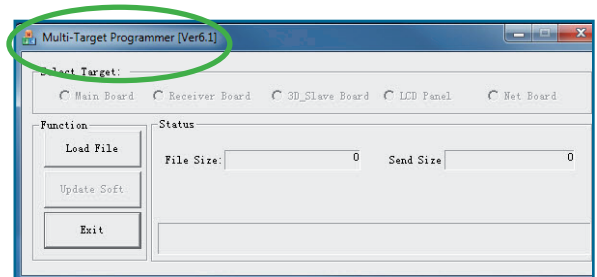 Multi-Target Programmer [Ver6.1]
Select Target:
Main Board Receiver Board 3D_Slave Board LCD Panel Net Board
Function
Load File
Update Soft
Exit
Status
File Size: 0 Send Size 0